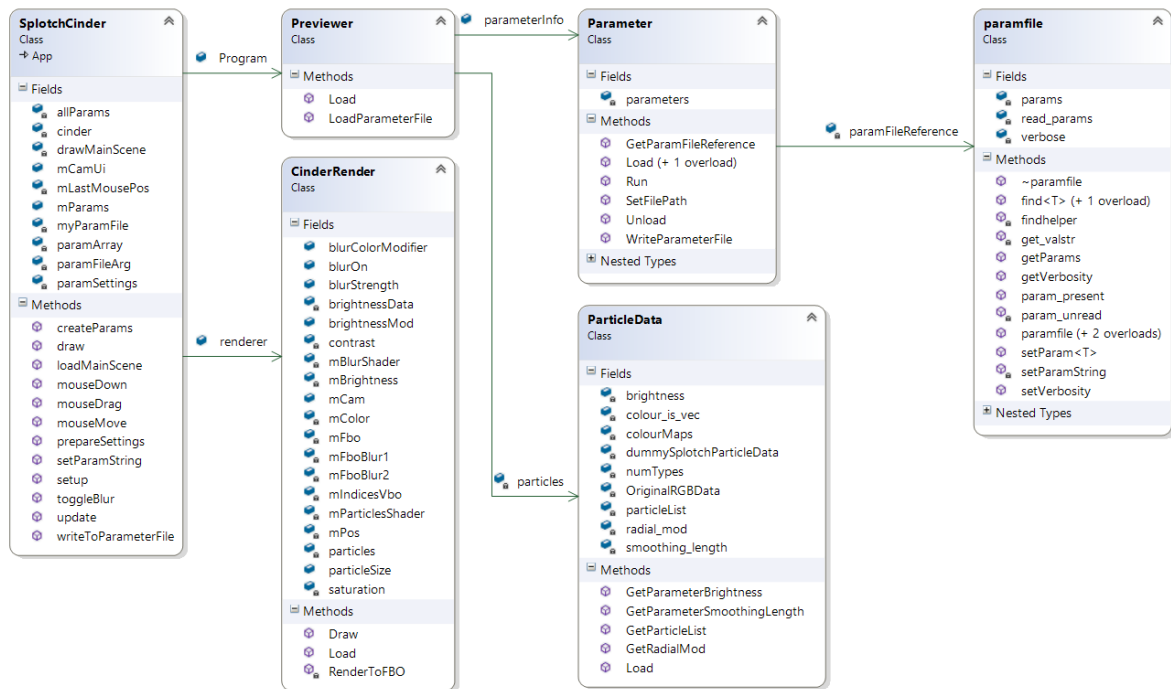 SplotchCinder
Class
App
Fields
allParams
cinder
drawMainScene
mCamUi
mLastMousePos
mParams
myParamFile
paramArray
paramFileArg
paramSettings
Methods
createParams
draw
loadMainScene
mouseDown
mouseDrag
mouseMove
prepareSettings
setParamString
setup
toggleBlur
update
writeToParameterFile
Program
renderer
Previewer
Class
Methods
Load
LoadParameterFile
CinderRender
Class
Fields
blurColorModifier
blurOn
blurStrength
brightnessData
brightnessMod
contrast
mBlurShader
mBrightness
mCam
mColor
mFbo
mFboBlur1
mFboBlur2
mIndicesVbo
mParticlesShader
mPos
particles
particleSize
saturation
Methods
Draw
Load
RenderToFBO
parameterInfo
particles
Parameter
Class
Fields
parameters
Methods
GetParamFileReference
Load (+ 1 overload)
Run
SetFilePath
Unload
WriteParameterFile
Nested Types
ParticleData
Class
Fields
brightness
colour_is_vec
colourMaps
dummySplotchParticleData
numTypes
OriginalRGBData
particleList
radial_mod
smoothing_length
Methods
GetParameterBrightness
GetParameterSmoothingLength
GetParticleList
GetRadialMod
Load
paramFileReference
paramfile
Class
Fields
params
read_params
verbose
Methods
~paramfile
find<T> (+ 1 overload)
findhelper
get_valstr
getParams
getVerbosity
param_present
param_unread
paramfile (+ 2 overloads)
setParam<T>
setParamString
setVerbosity
Nested Types